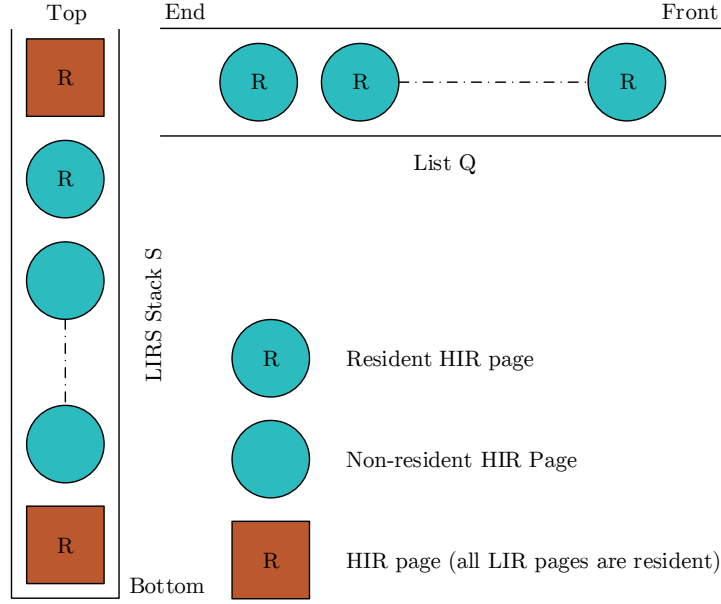 Top
End
Front
R
R
R
R
R
List Q
LIRS Stack S
R
Resident HIR page
Non-resident HIR Page
R
R
HIR page (all LIR pages are resident)
Bottom